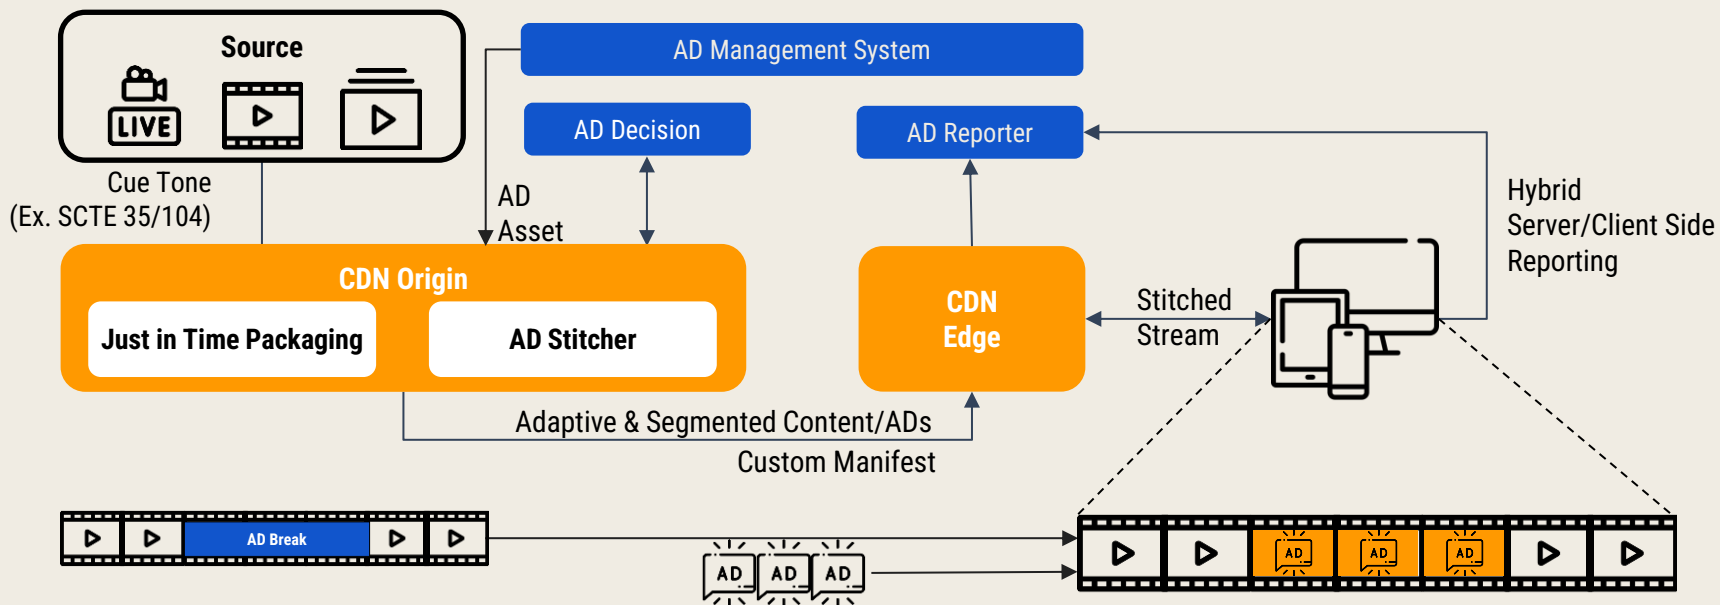 Source
LIVE
AD Management System
AD Decision
AD Reporter
Cue Tone
(Ex. SCTE 35/104)
AD
Asset
Hybrid
Server/Client Side
Reporting
CDN Origin
Just in Time Packaging
AD Stitcher
CDN
Edge
Stitched
Stream
Adaptive & Segmented Content/ADs
Custom Manifest
AD Break
AD AD AD
AD AD AD